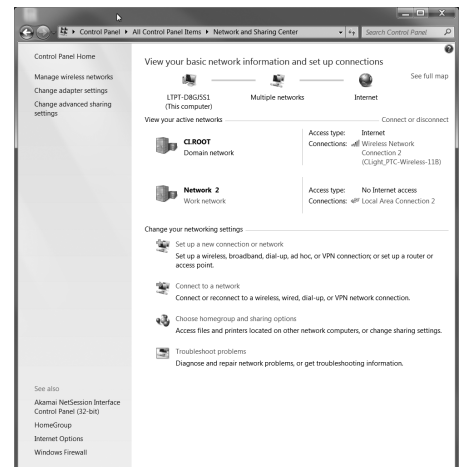 Control Panel ▸ All Control Panel Items ▸ Network and Sharing Center
Search Control Panel
Control Panel Home
Manage wireless networks
Change adapter settings
Change advanced sharing
settings
View your basic network information and set up connections
See full map
LTPT-D8GJ5S1
(This computer)
Multiple networks
Internet
View your active networks
Connect or disconnect
CI.ROOT
Domain network
Access type: Internet
Connections: Wireless Network
Connection 2
(CLight_PTC-Wireless-11B)
Network 2
Work network
Access type: No Internet access
Connections: Local Area Connection 2
Change your networking settings
Set up a new connection or network
Set up a wireless, broadband, dial-up, ad hoc, or VPN connection; or set up a router or
access point.
Connect to a network
Connect or reconnect to a wireless, wired, dial-up, or VPN network connection.
Choose homegroup and sharing options
Access files and printers located on other network computers, or change sharing settings.
Troubleshoot problems
Diagnose and repair network problems, or get troubleshooting information.
See also
Akamai NetSession Interface
Control Panel (32-bit)
HomeGroup
Internet Options
Windows Firewall